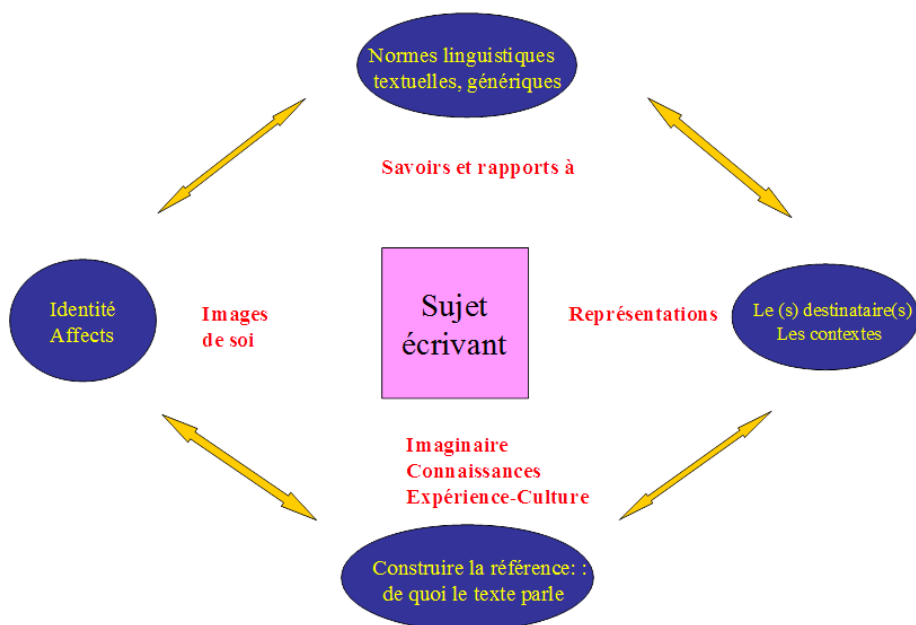 Normes linguistiques
textuelles, génériques
Savoirs et rapports à
Identité
Affects
Images
de soi
Sujet
écrivant
Représentations
Le (s) destinataire(s)
Les contextes
Imaginaire
Connaissances
Expérience-Culture
Construire la référence: :
de quoi le texte parle